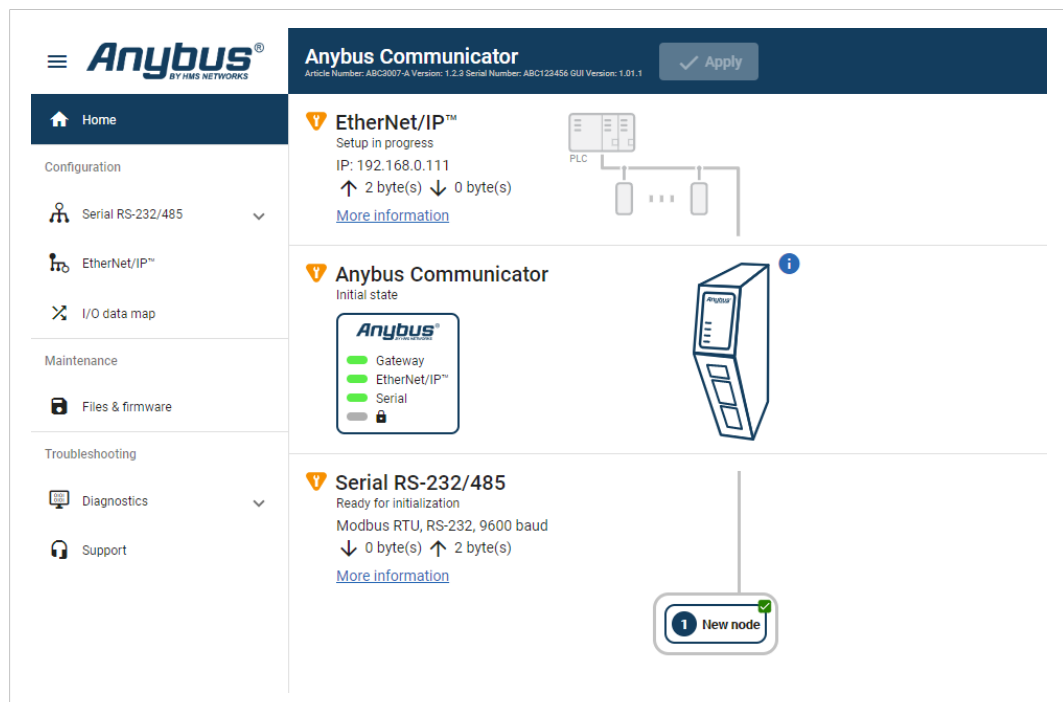 Anybus®
BY HMS NETWORKS
Anybus Communicator
Article Number: ABC3007-A Version: 1.2.3 Serial Number: ABC123456 GUI Version: 1.01.1
Apply
Home
Configuration
Serial RS-232/485
EtherNet/IP™
I/O data map
Maintenance
Files & firmware
Troubleshooting
Diagnostics
Support
EtherNet/IP™
Setup in progress
IP: 192.168.0.111
2 byte(s) 0 byte(s)
More information
PLC
Anybus Communicator
Initial state
Anybus®
BY HMS NETWORKS
Gateway
EtherNet/IP™
Serial
Anybus
i
Serial RS-232/485
Ready for initialization
Modbus RTU, RS-232, 9600 baud
0 byte(s) 2 byte(s)
More information
1 New node